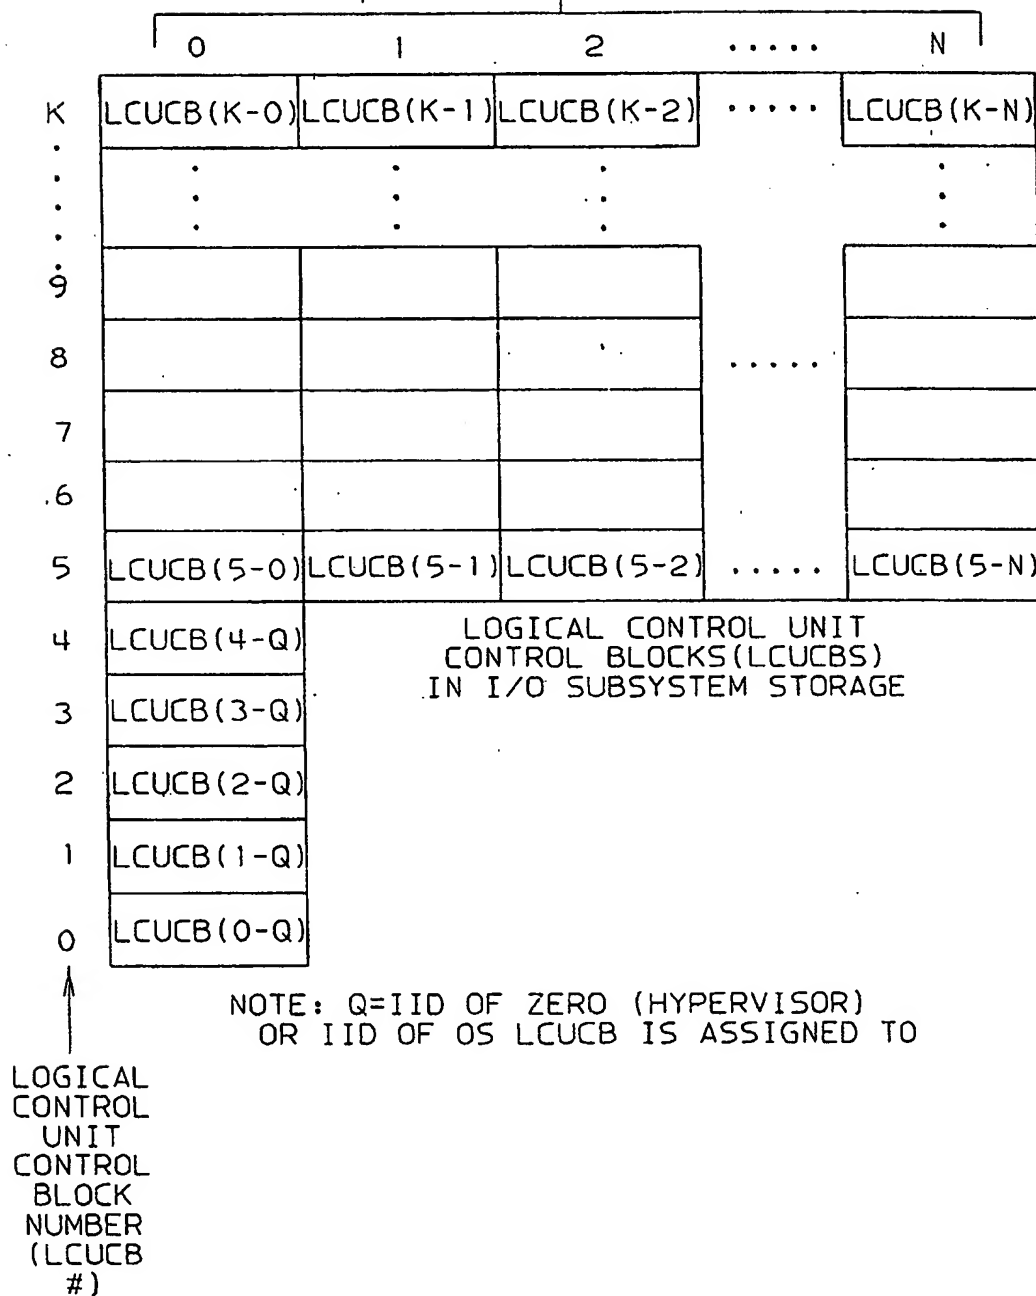 0 1 2 ..... N
K LCUCB(K-0) LCUCB(K-1) LCUCB(K-2) ..... LCUCB(K-N)
9
8 .....
7
6
5 LCUCB(5-0) LCUCB(5-1) LCUCB(5-2) ..... LCUCB(5-N)
4 LCUCB(4-Q)
3 LCUCB(3-Q)
2 LCUCB(2-Q)
1 LCUCB(1-Q)
0 LCUCB(0-Q)
LOGICAL CONTROL UNIT
CONTROL BLOCKS(LCUCBS)
IN I/O SUBSYSTEM STORAGE
NOTE: Q=IID OF ZERO (HYPERVISOR)
OR IID OF OS LCUCB IS ASSIGNED TO
LOGICAL
CONTROL
UNIT
CONTROL
BLOCK
NUMBER
(LCUCB
#)